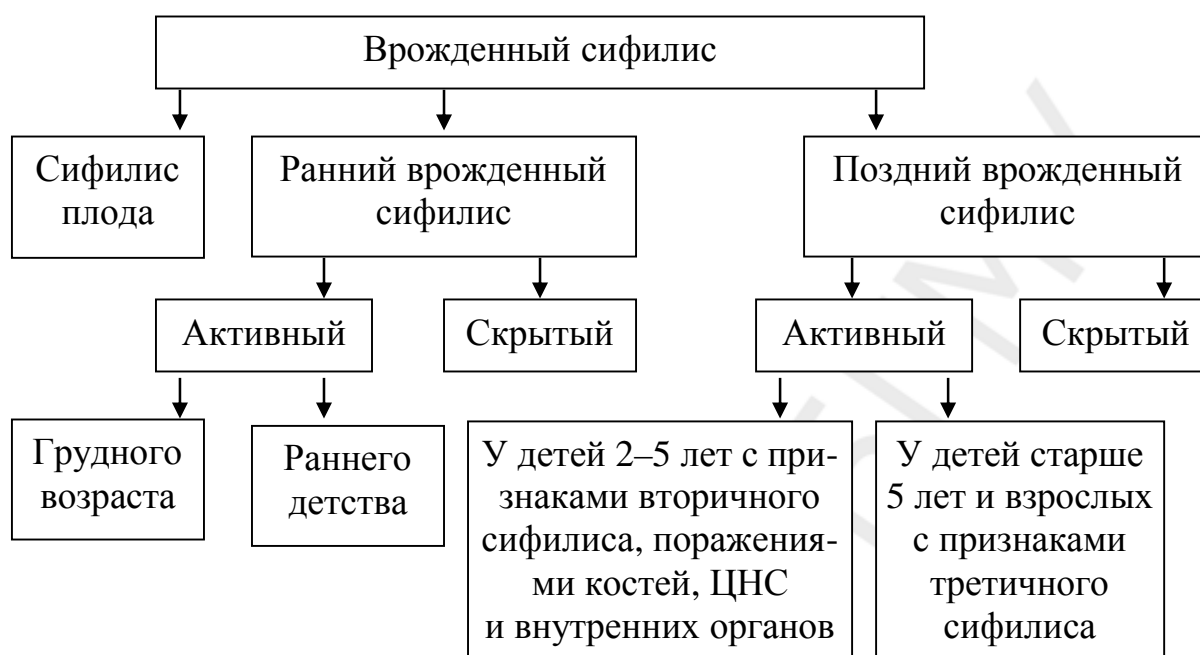 Врожденный сифилис
Сифилис
плода
Ранний врожденный
сифилис
Поздний врожденный
сифилис
Активный
Скрытый
Активный
Скрытый
Грудного
возраста
Раннего
детства
У детей 2–5 лет с при-
знаками вторичного
сифилиса, поражения-
ми костей, ЦНС
и внутренних органов
У детей старше
5 лет и взрослых
с признаками
третичного
сифилиса